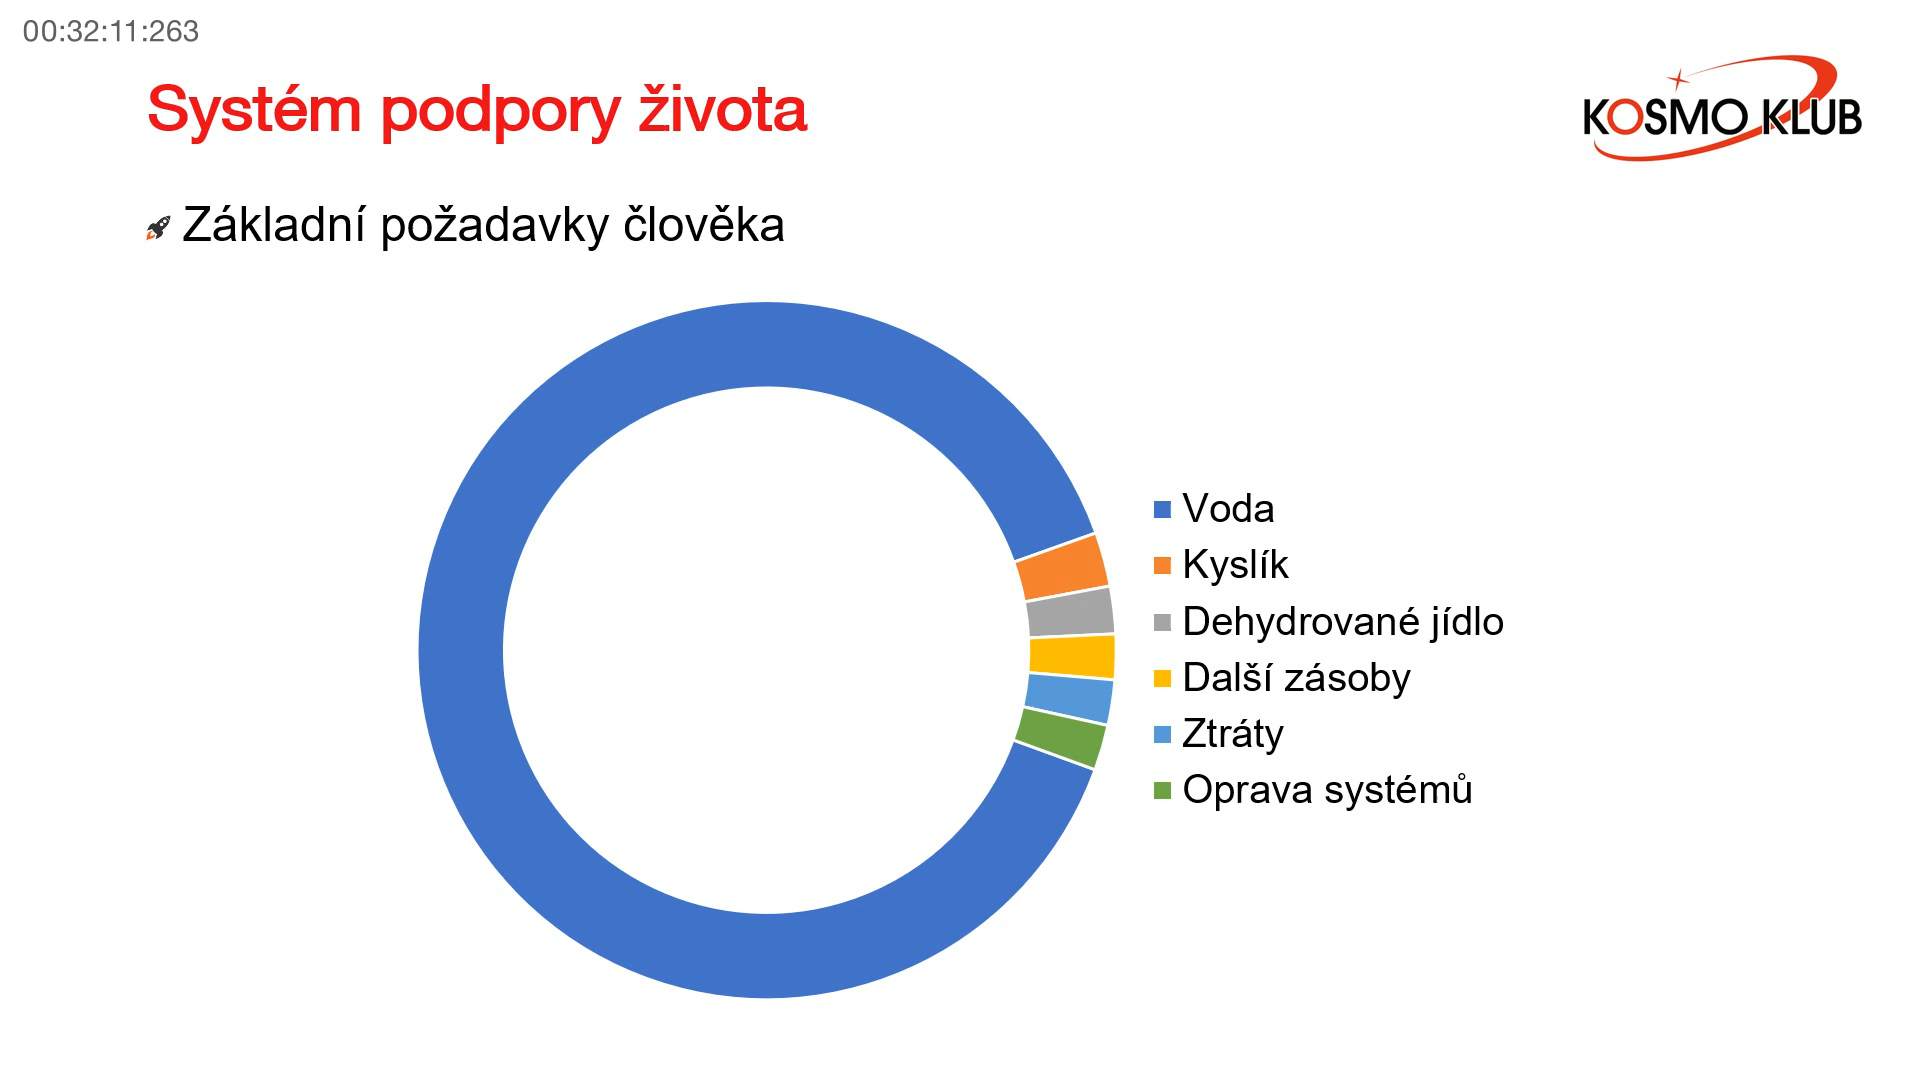 00:32:11:263
Systém podpory života
KOSMO KLUB
Základní požadavky člověka
Voda
Kyslík
Dehydrované jídlo
Další zásoby
Ztráty
Oprava systémů